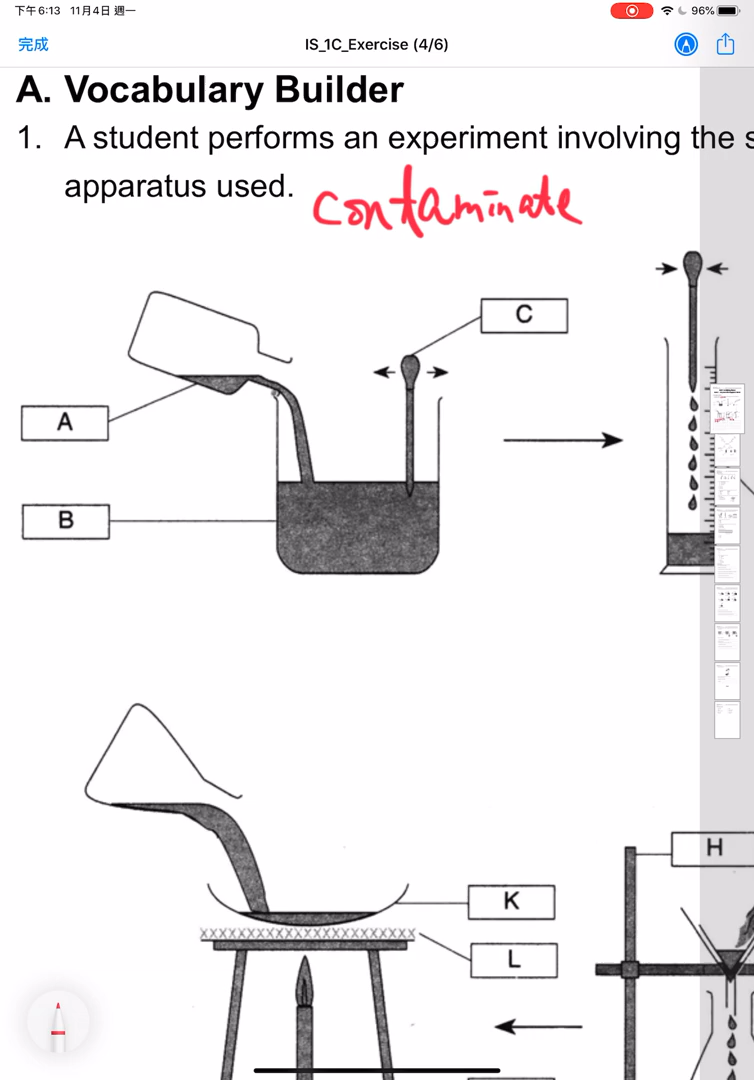 下午6:13 11月4日 週一 96%
完成 IS_1C_Exercise (4/6)
A. Vocabulary Builder
1. A student performs an experiment involving the
apparatus used.
contaminate
C
A
B
H
K
L